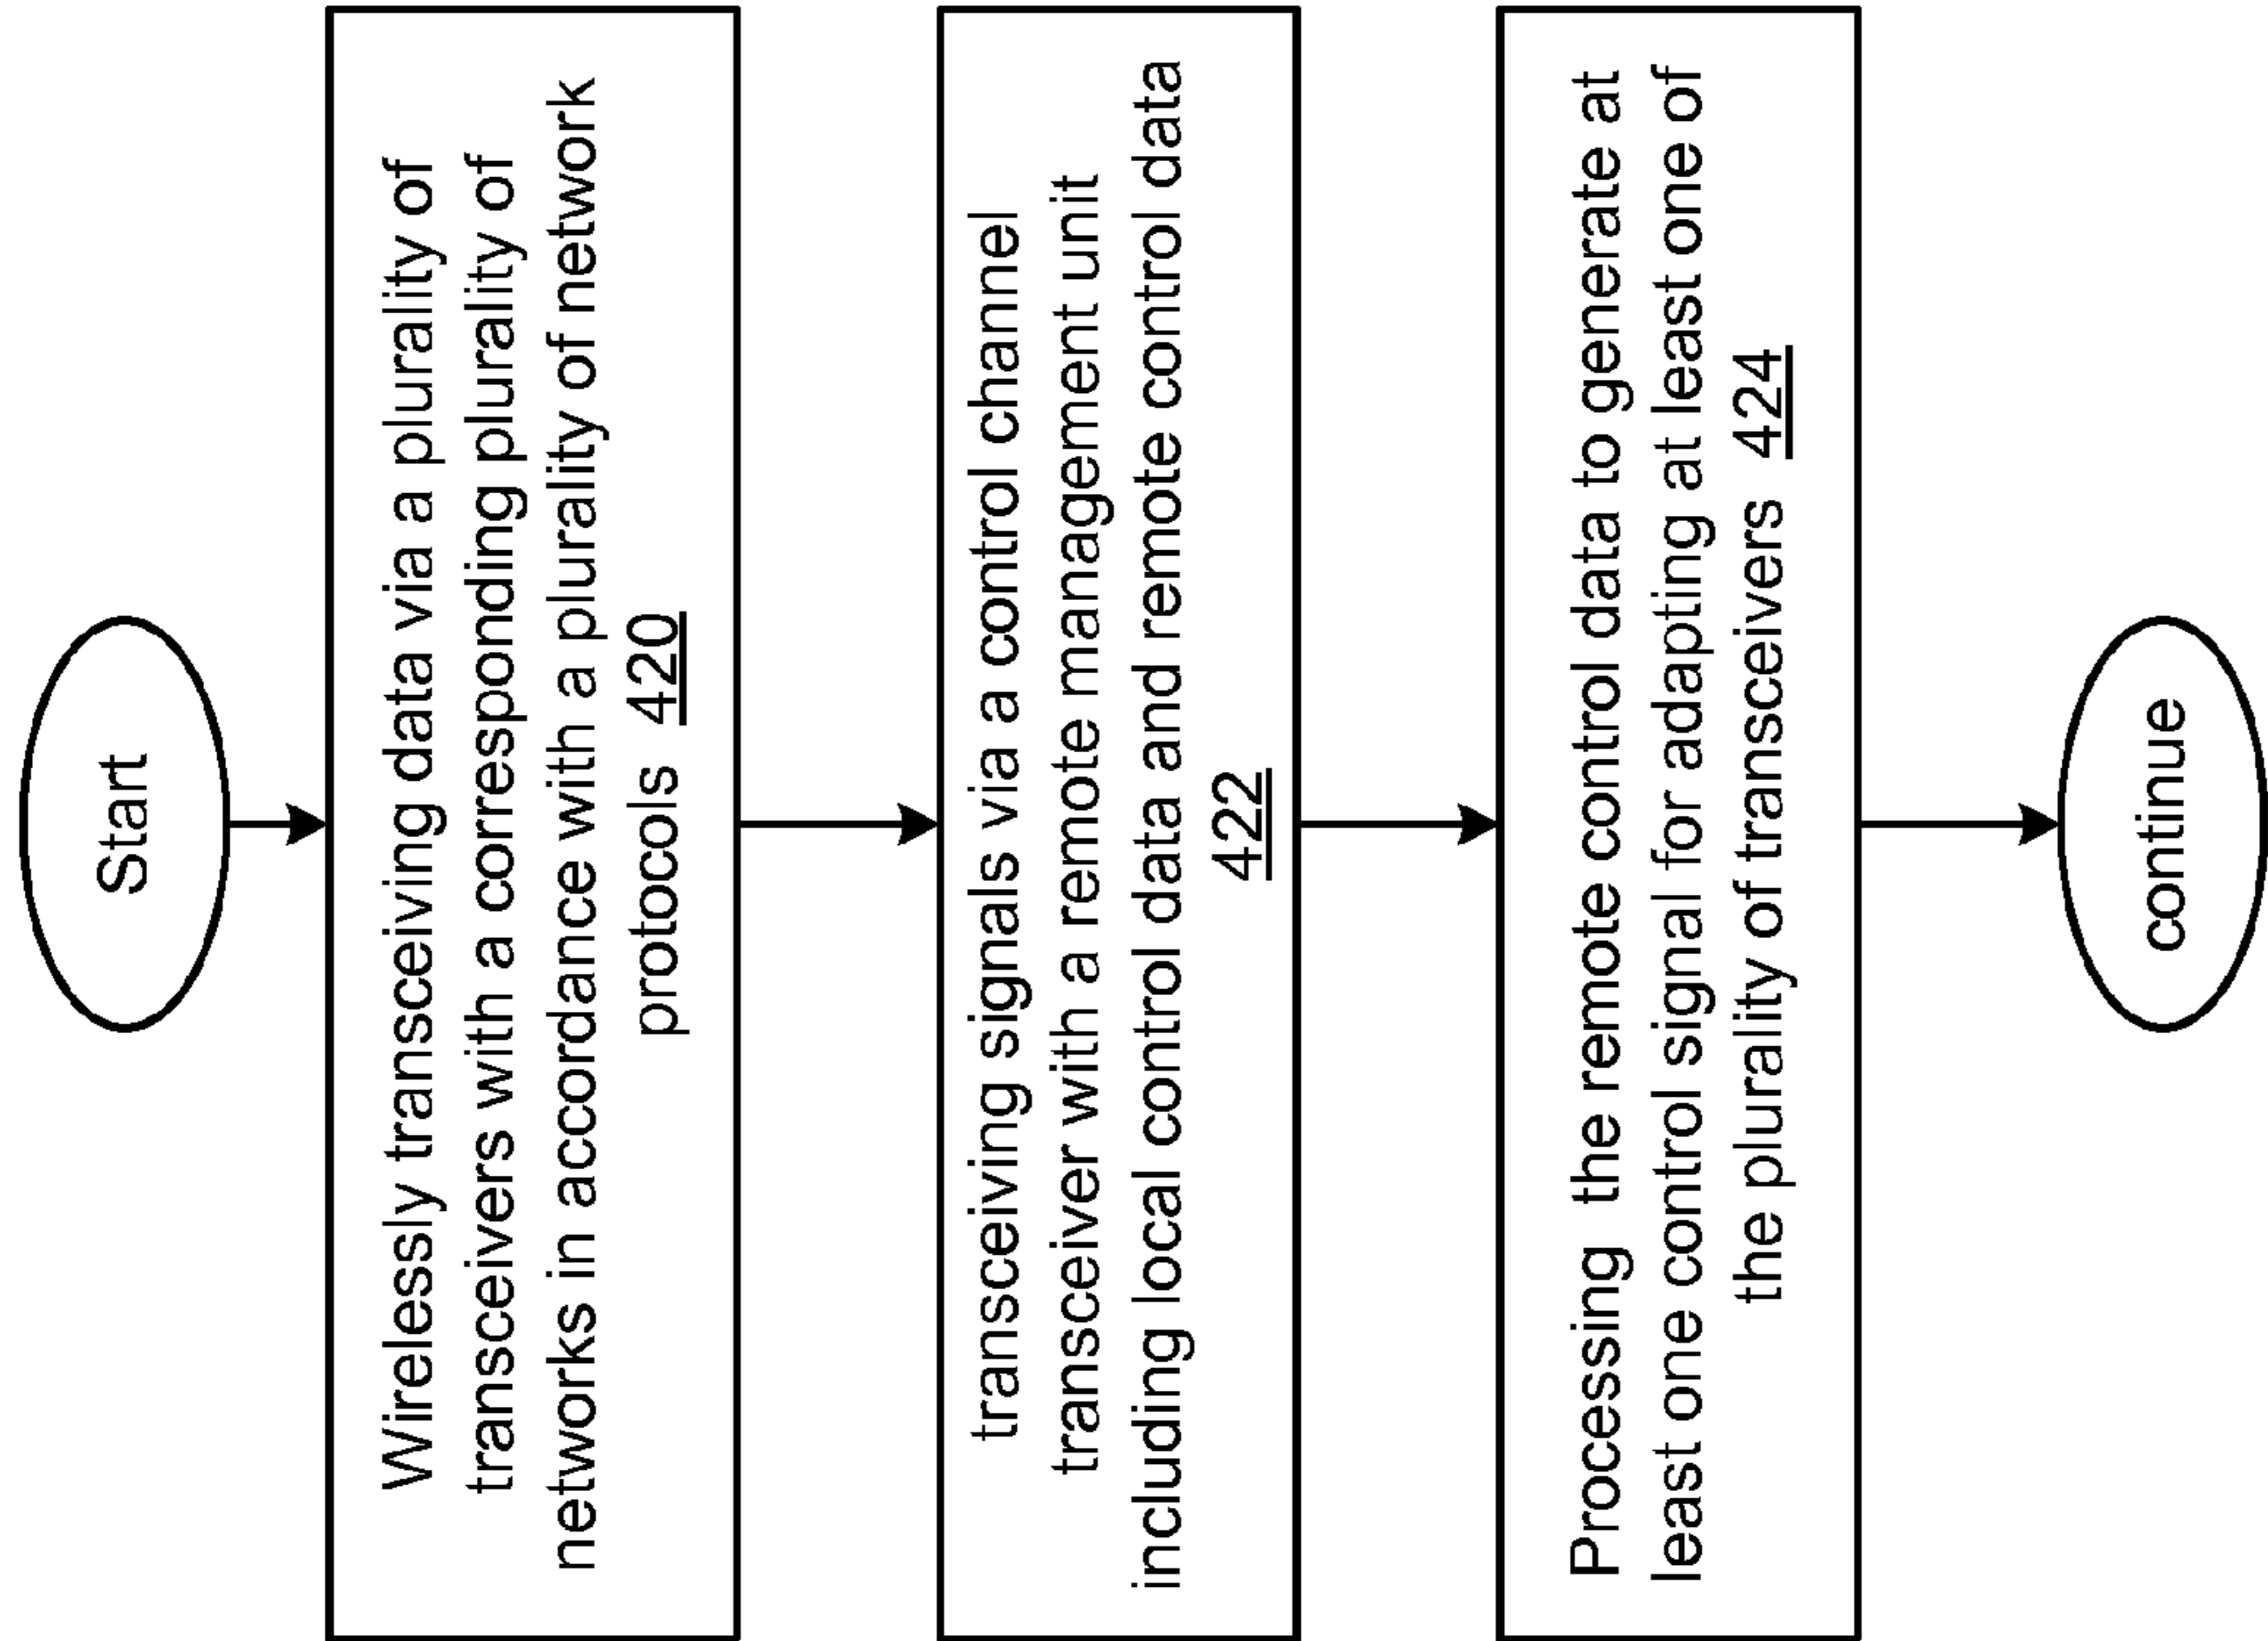 Start
Wirelessly transceiving data via a plurality of
transceivers with a corresponding plurality of
networks in accordance with a plurality of network
protocols 420
transceiving signals via a control channel
transceiver with a remote management unit
including local control data and remote control data
422
Processing the remote control data to generate at
least one control signal for adapting at least one of
the plurality of transceivers 424
continue